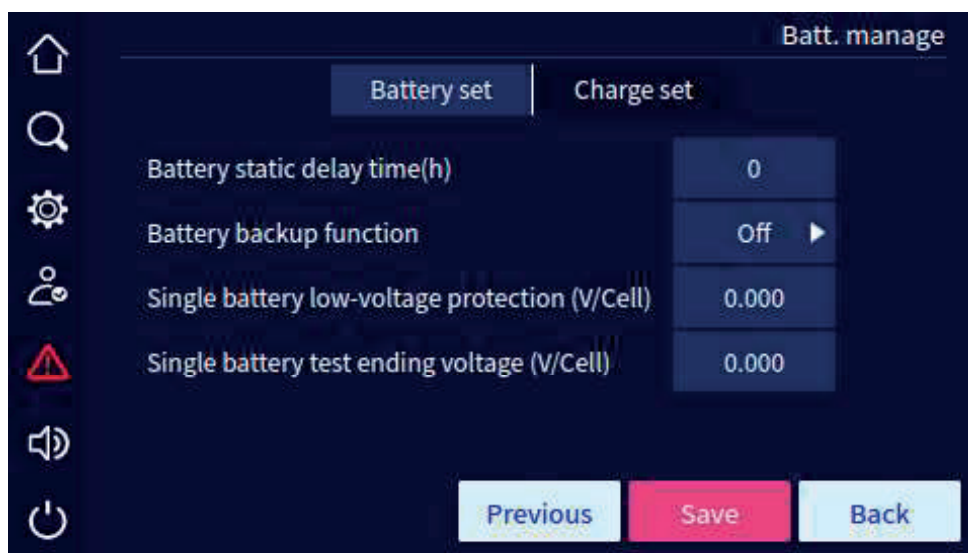 Batt. manage
Battery set
Charge set
Battery static delay time(h) 0
Battery backup function Off
Single battery low-voltage protection (V/Cell) 0.000
Single battery test ending voltage (V/Cell) 0.000
Previous Save Back